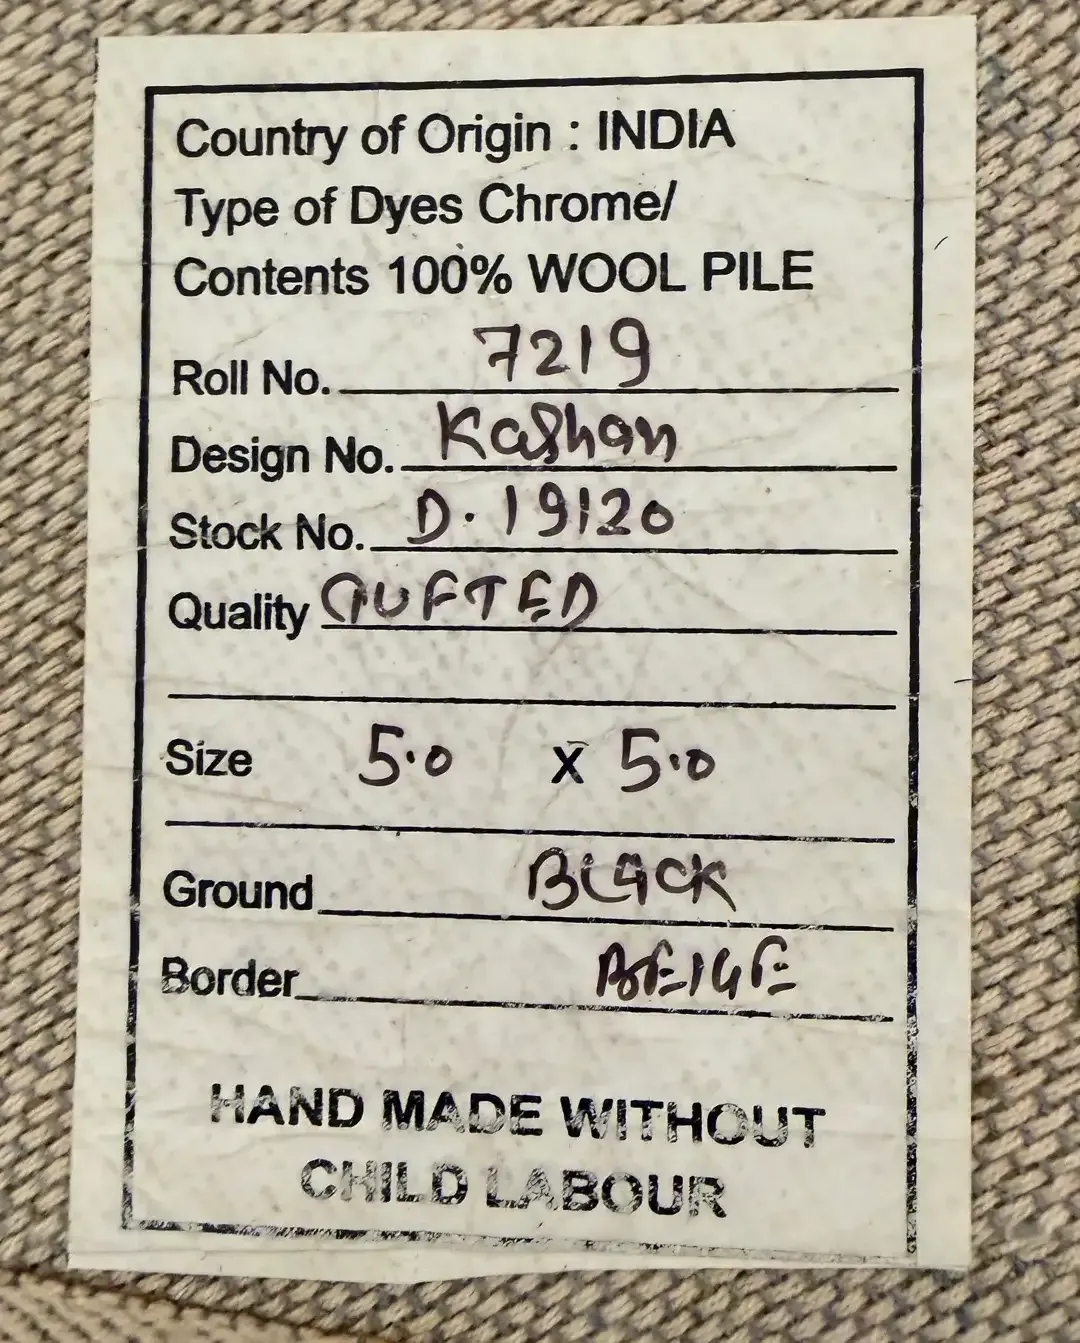 Country of Origin : INDIA
Type of Dyes Chrome/
Contents 100% WOOL PILE
Roll No. 7219
Design No. Kashan
Stock No. D. 19120
Quality GUFTED
Size 5.0 x 5.0
Ground BLACK
Border BEIGE
HAND MADE WITHOUT
CHILD LABOUR